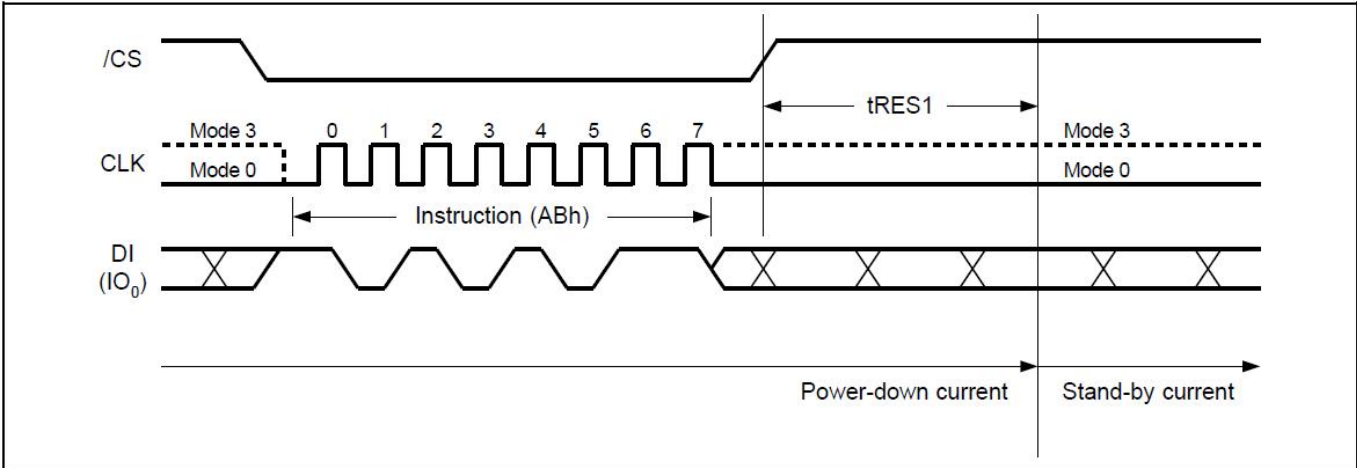 /CS
tRES1
Mode 3 0 1 2 3 4 5 6 7 Mode 3
CLK
Mode 0 Mode 0
Instruction (ABh)
DI
(IO₀)
Power-down current Stand-by current